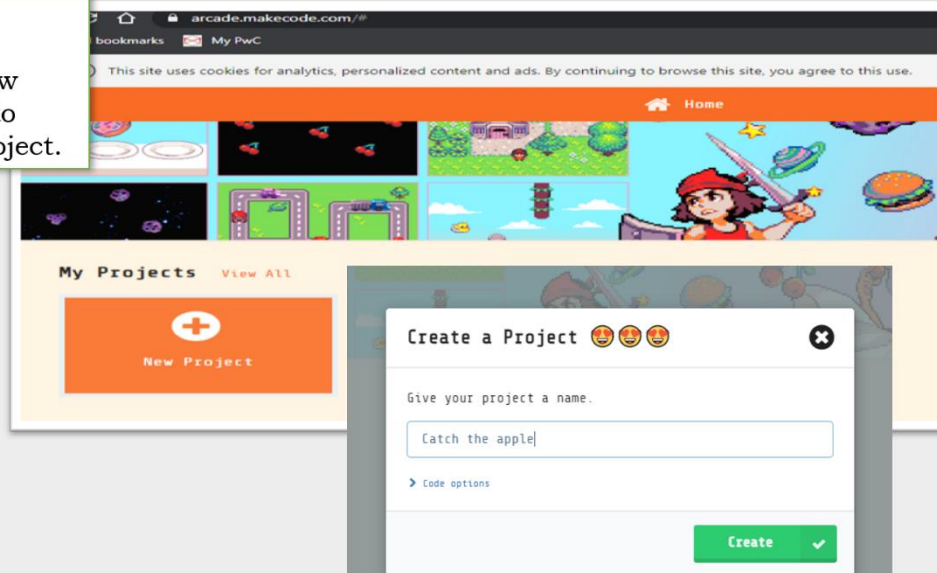 arcade.makecode.com/#
bookmarks My PwC
This site uses cookies for analytics, personalized content and ads. By continuing to browse this site, you agree to this use.
Home
oject.
My Projects View All
New Project
Create a Project 😍😍😍
Give your project a name.
Catch the apple
Code options
Create